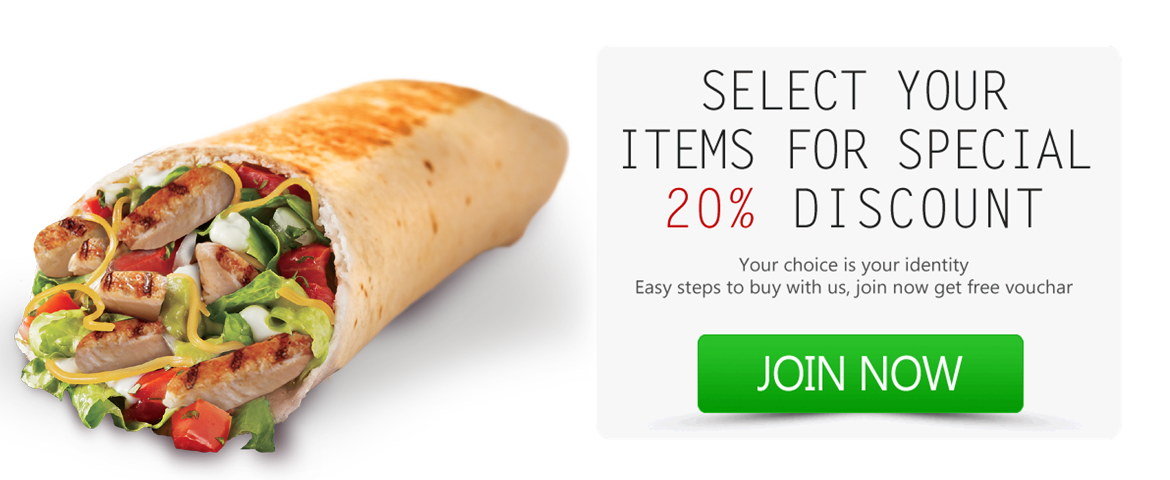 SELECT YOUR
ITEMS FOR SPECIAL
20% DISCOUNT
Your choice is your identity
Easy steps to buy with us, join now get free vouchar
JOIN NOW